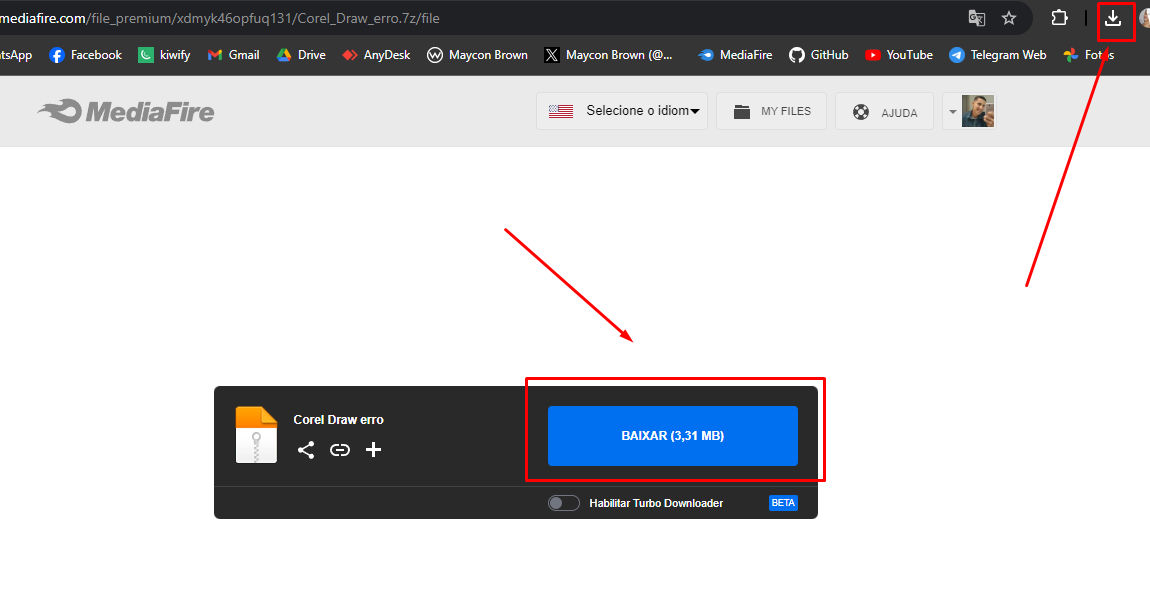 mediafire.com/file_premium/xdmyk46opfuq131/Corel_Draw_erro.7z/file
atsApp Facebook kiwify Gmail Drive AnyDesk Maycon Brown Maycon Brown (@... MediaFire GitHub YouTube Telegram Web Fotos
MediaFire Selecione o idiom MY FILES AJUDA
Corel Draw erro
BAIXAR (3,31 MB)
Habilitar Turbo Downloader BETA